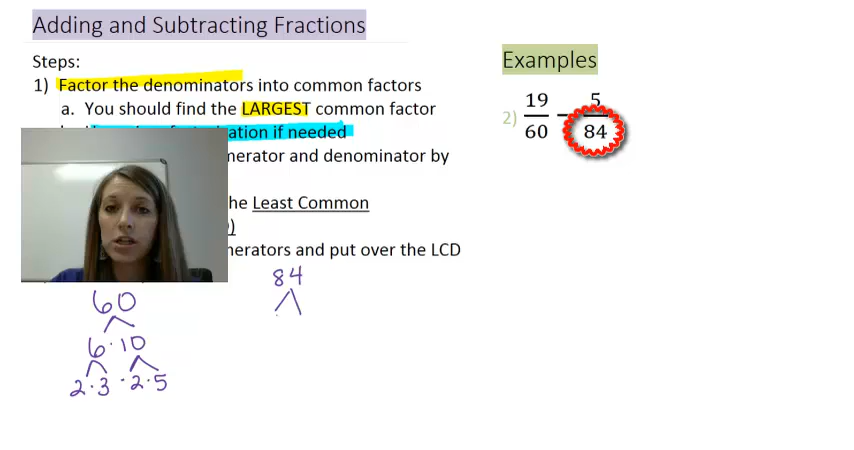 Adding and Subtracting Fractions
Steps:
1) Factor the denominators into common factors
a. You should find the LARGEST common factor
ation if needed
merator and denominator by
he Least Common
)
nerators and put over the LCD
60
6·10
2·3·2·5
84
Examples
2) 19/60 − 5/84